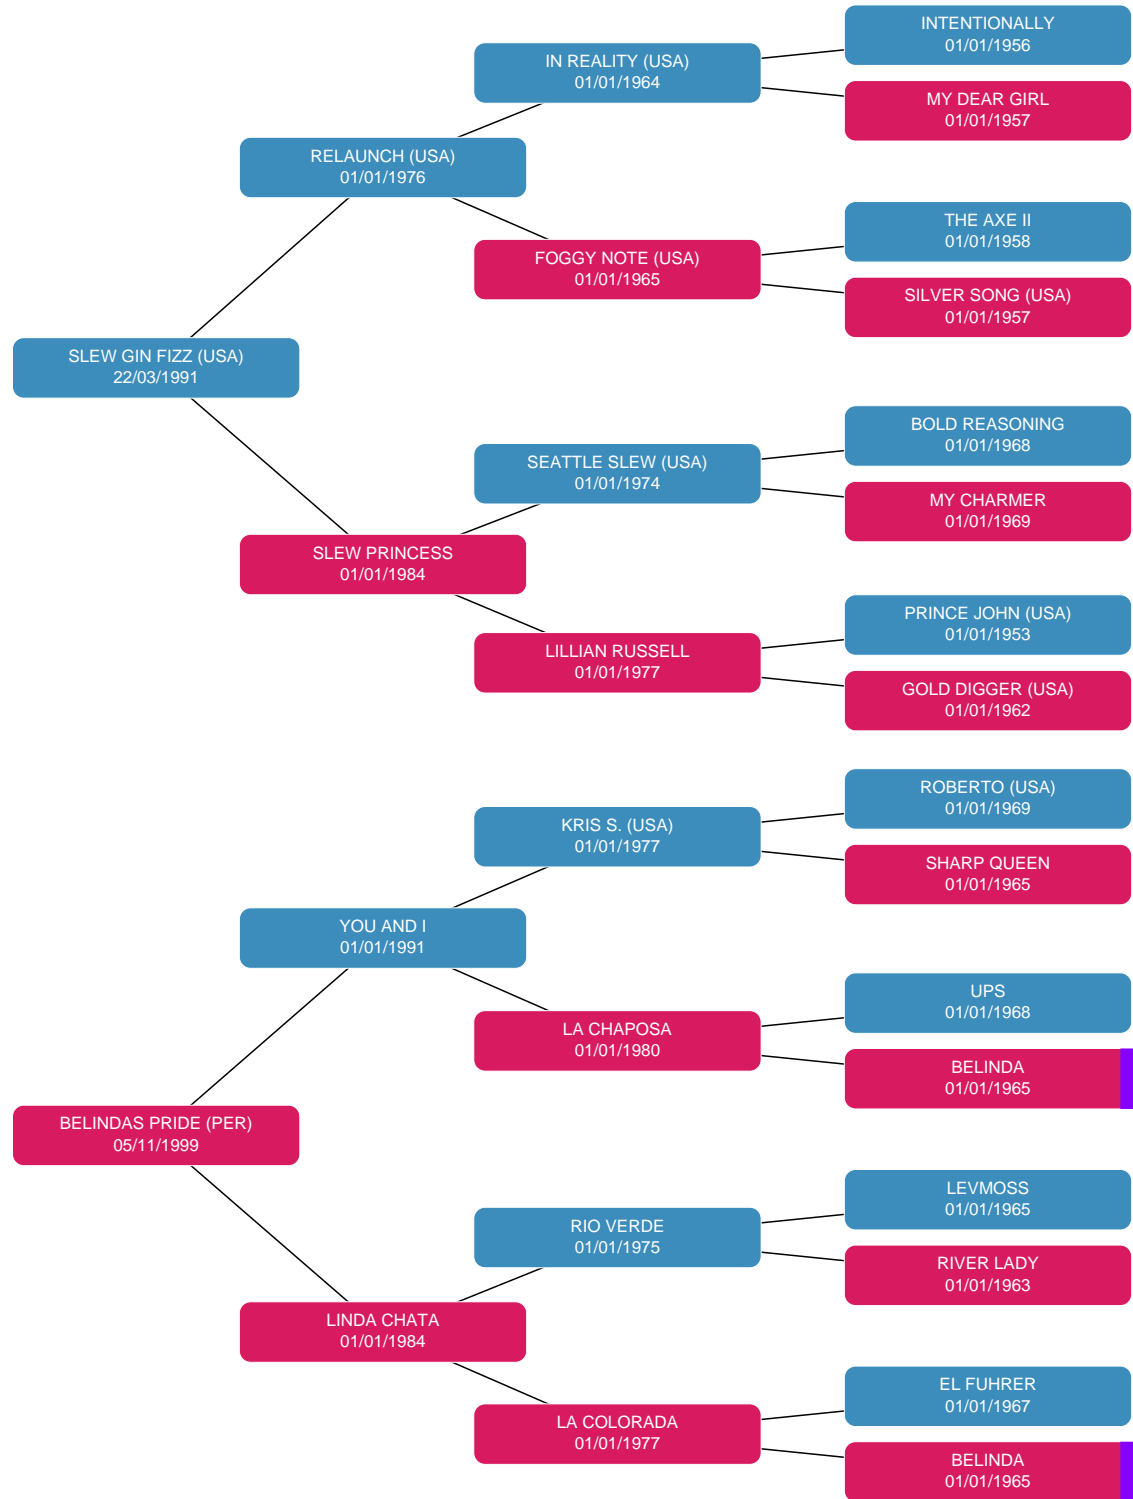 INTENTIONALLY
01/01/1956
IN REALITY (USA)
01/01/1964
MY DEAR GIRL
01/01/1957
RELAUNCH (USA)
01/01/1976
THE AXE II
01/01/1958
FOGGY NOTE (USA)
01/01/1965
SILVER SONG (USA)
01/01/1957
SLEW GIN FIZZ (USA)
22/03/1991
BOLD REASONING
01/01/1968
SEATTLE SLEW (USA)
01/01/1974
MY CHARMER
01/01/1969
SLEW PRINCESS
01/01/1984
PRINCE JOHN (USA)
01/01/1953
LILLIAN RUSSELL
01/01/1977
GOLD DIGGER (USA)
01/01/1962
ROBERTO (USA)
01/01/1969
KRIS S. (USA)
01/01/1977
SHARP QUEEN
01/01/1965
YOU AND I
01/01/1991
UPS
01/01/1968
LA CHAPOSA
01/01/1980
BELINDA
01/01/1965
BELINDAS PRIDE (PER)
05/11/1999
LEVMOSS
01/01/1965
RIO VERDE
01/01/1975
RIVER LADY
01/01/1963
LINDA CHATA
01/01/1984
EL FUHRER
01/01/1967
LA COLORADA
01/01/1977
BELINDA
01/01/1965